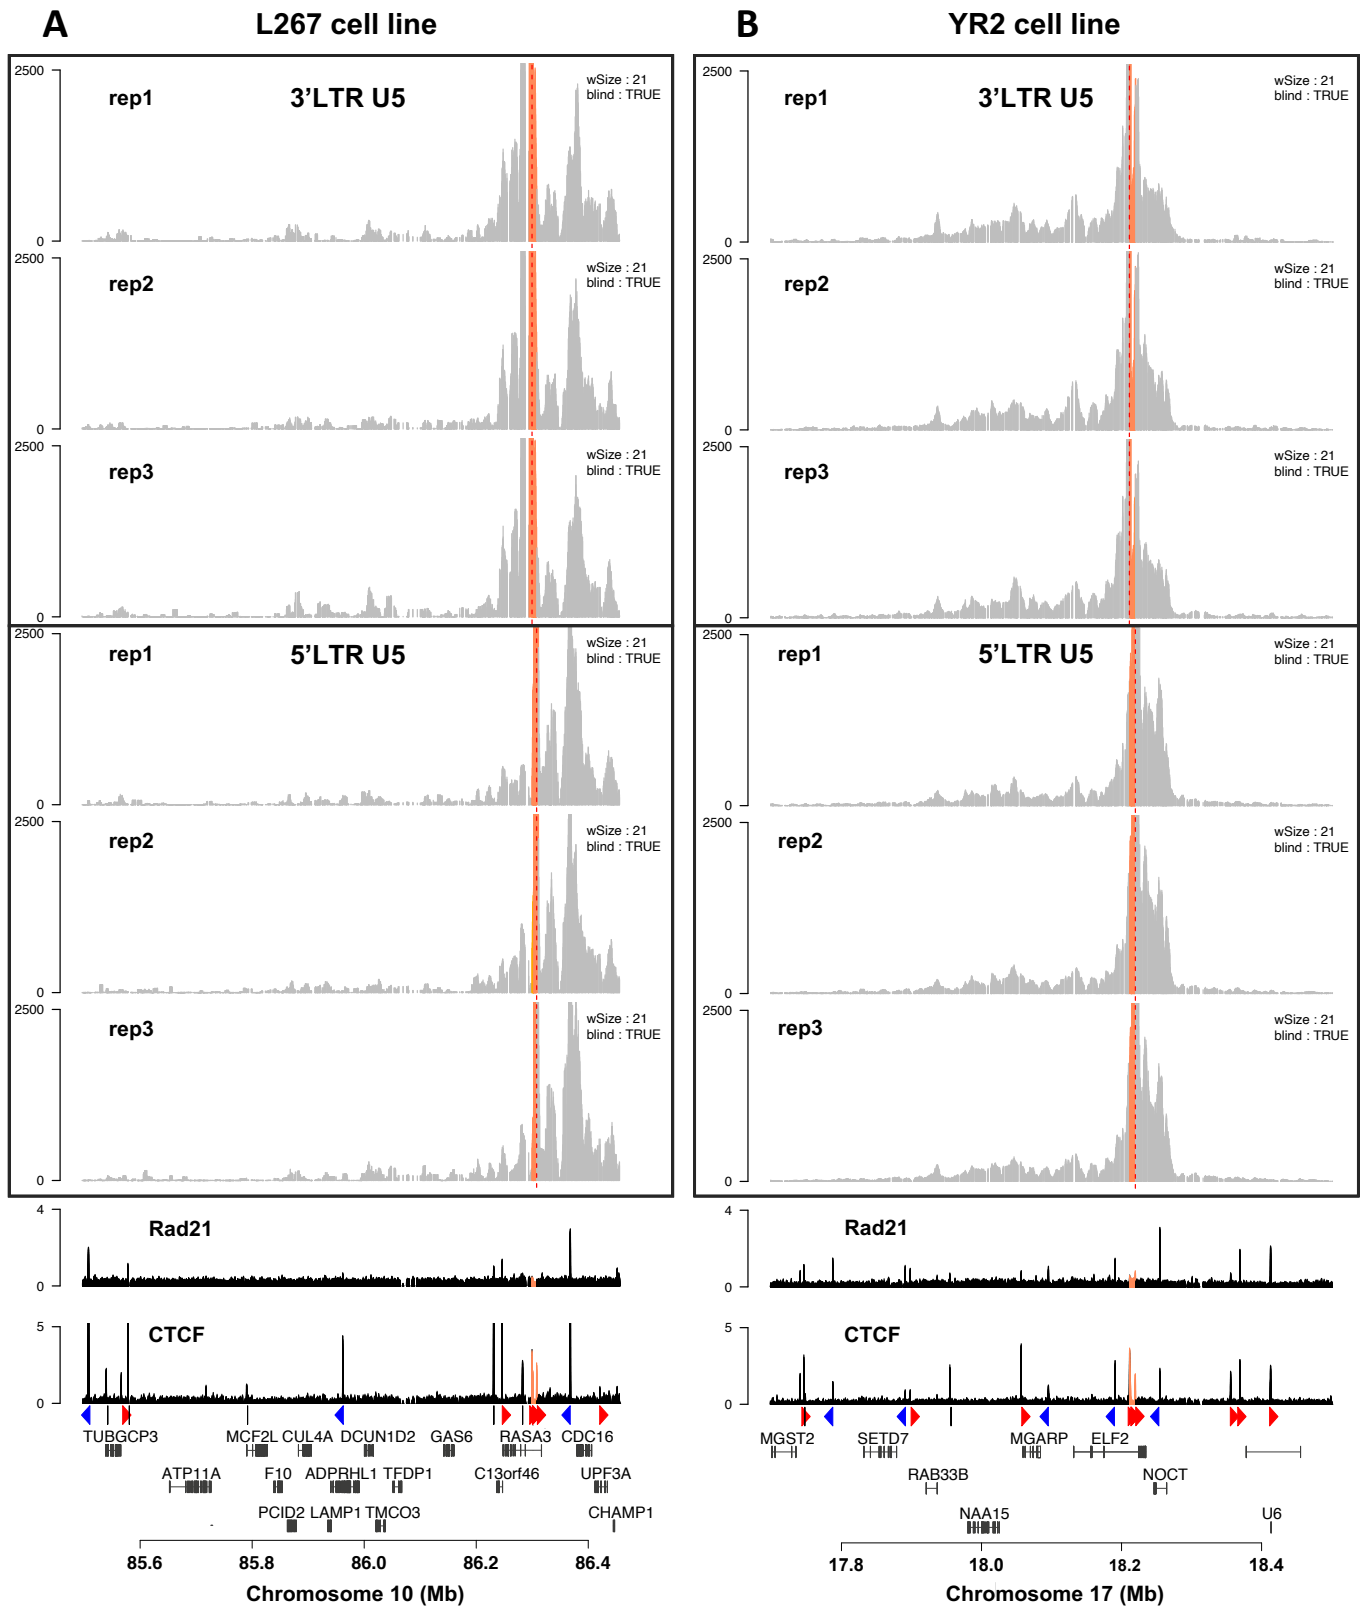 A
L267 cell line
2500
0
rep1
3’LTR U5
wSize : 21
blind : TRUE
2500
0
rep2
wSize : 21
blind : TRUE
2500
0
rep3
wSize : 21
blind : TRUE
2500
0
rep1
5’LTR U5
wSize : 21
blind : TRUE
2500
0
rep2
wSize : 21
blind : TRUE
2500
0
rep3
wSize : 21
blind : TRUE
4
0
Rad21
5
0
CTCF
TUBGCP3 MCF2L CUL4A DCUN1D2 GAS6 RASA3 CDC16
ATP11A F10 ADPRHL1 TFDP1 C13orf46 UPF3A
PCID2 LAMP1 TMCO3 CHAMP1
85.6 85.8 86.0 86.2 86.4
Chromosome 10 (Mb)
B
YR2 cell line
2500
0
rep1
3’LTR U5
wSize : 21
blind : TRUE
2500
0
rep2
wSize : 21
blind : TRUE
2500
0
rep3
wSize : 21
blind : TRUE
2500
0
rep1
5’LTR U5
wSize : 21
blind : TRUE
2500
0
rep2
wSize : 21
blind : TRUE
2500
0
rep3
wSize : 21
blind : TRUE
4
0
Rad21
5
0
CTCF
MGST2 SETD7 MGARP ELF2
RAB33B NOCT
NAA15 U6
17.8 18.0 18.2 18.4
Chromosome 17 (Mb)